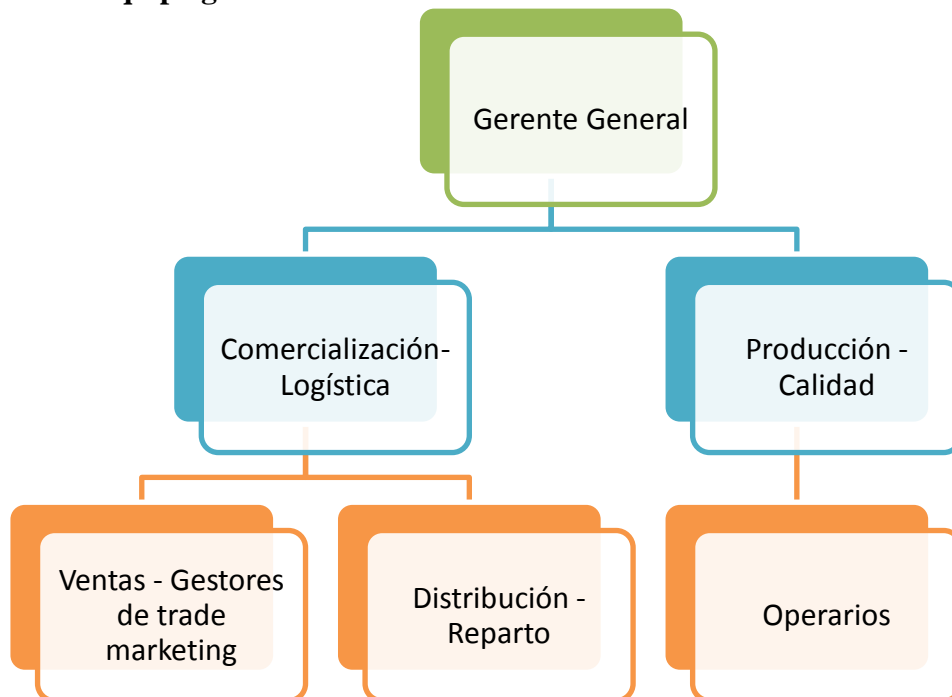 Gerente General
Comercialización-
Logística
Producción -
Calidad
Ventas - Gestores
de trade
marketing
Distribución -
Reparto
Operarios